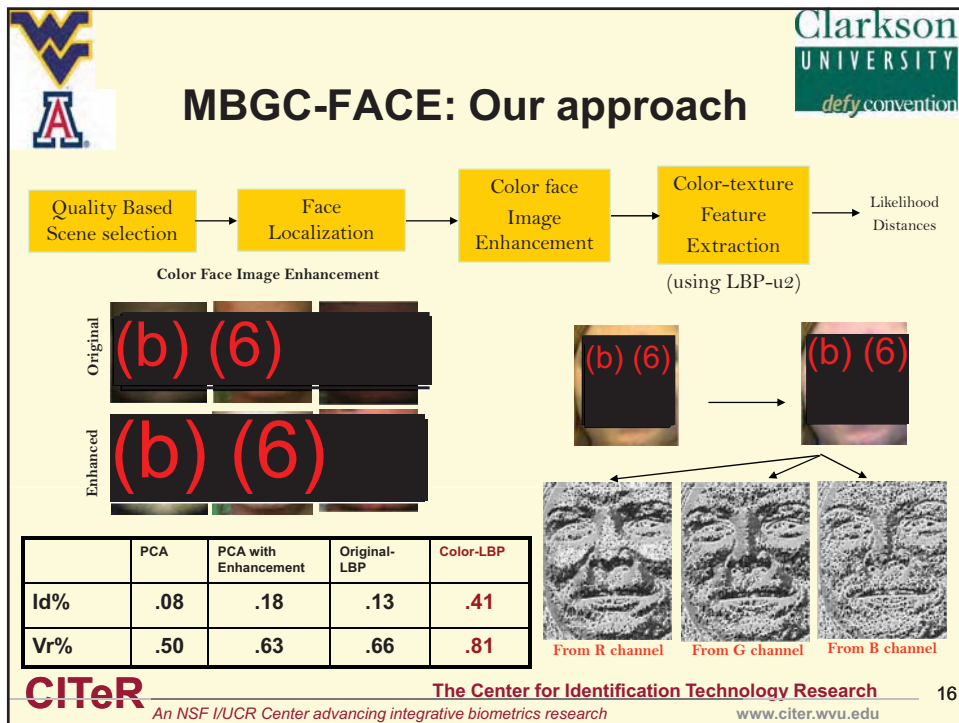 Clarkson
UNIVERSITY
defy convention
MBGC-FACE: Our approach
Quality Based
Scene selection
Face
Localization
Color face
Image
Enhancement
Color-texture
Feature
Extraction
Likelihood
Distances
(using LBP-u2)
Color Face Image Enhancement
Original
(b) (6)
Enhanced
(b) (6)
(b) (6)
(b) (6)
PCA
PCA with
Enhancement
Original-
LBP
Color-LBP
Id% .08 .18 .13 .41
Vr% .50 .63 .66 .81
From R channel
From G channel
From B channel
CITeR
The Center for Identification Technology Research
16
An NSF I/UCR Center advancing integrative biometrics research
www.citer.wvu.edu
WV
A